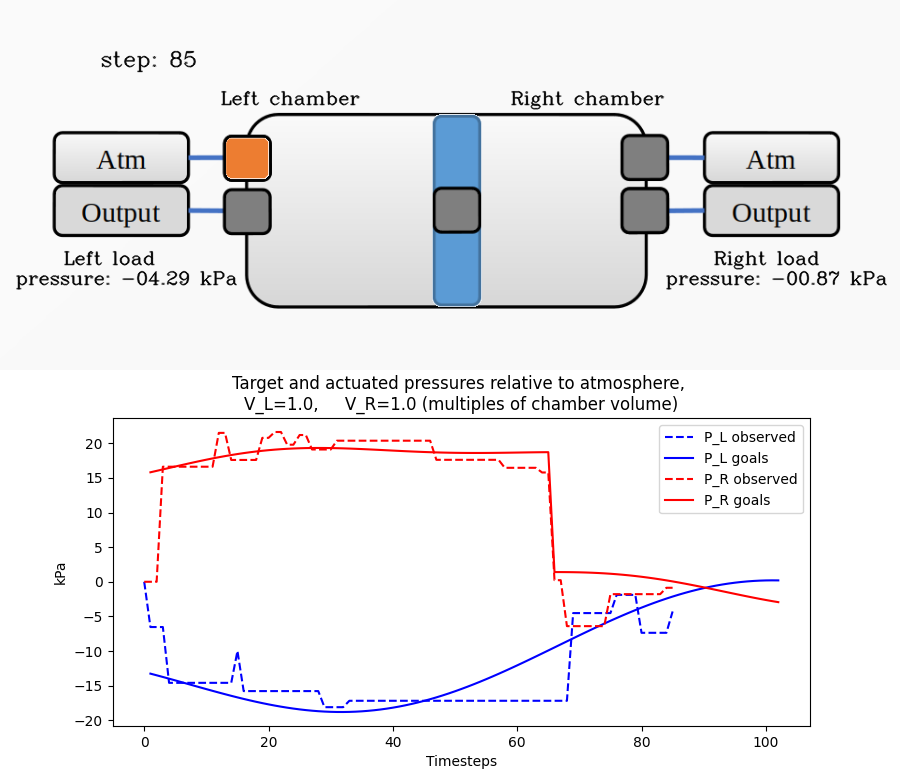 step: 85
Left chamber
Right chamber
Atm
Atm
Output
Output
Left load
pressure: -04.29 kPa
Right load
pressure: -00.87 kPa
Target and actuated pressures relative to atmosphere,
V_L=1.0, V_R=1.0 (multiples of chamber volume)
P_L observed
P_L goals
P_R observed
P_R goals
20
15
10
5
0
−5
−10
−15
−20
kPa
0 20 40 60 80 100
Timesteps